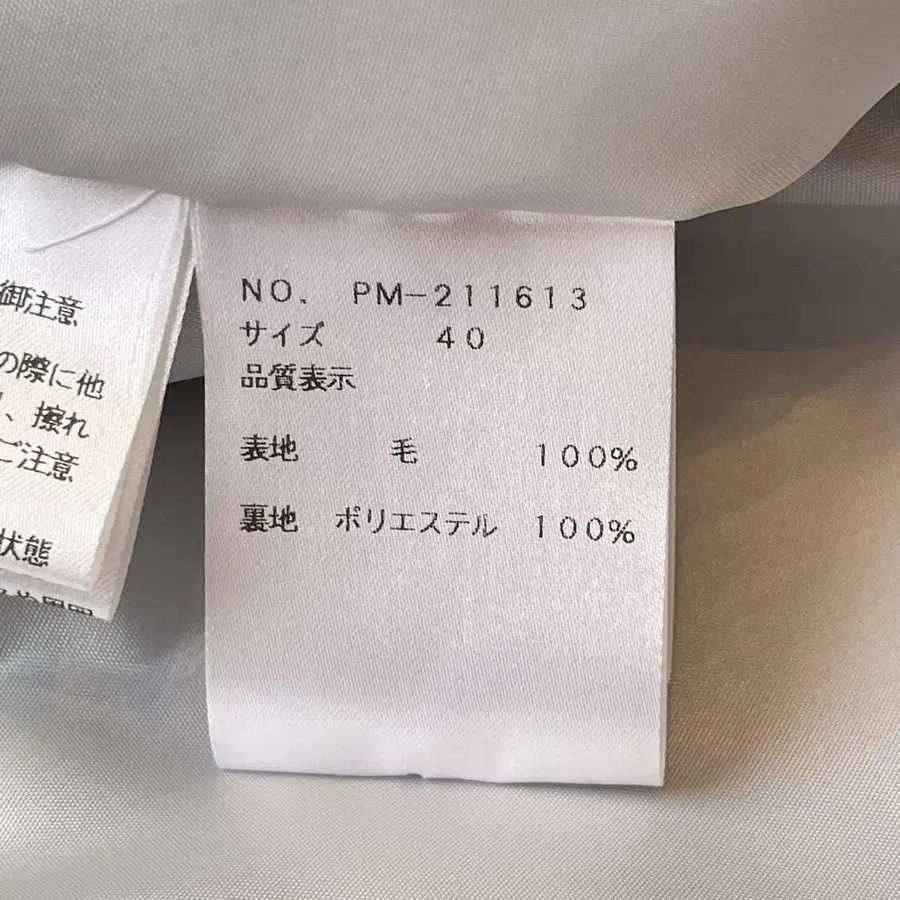 御注意
の際に他
、擦れ
ご注意
状態
NO. PM-211613
サイズ 40
品質表示
表地 毛 100%
裏地 ポリエステル 100%